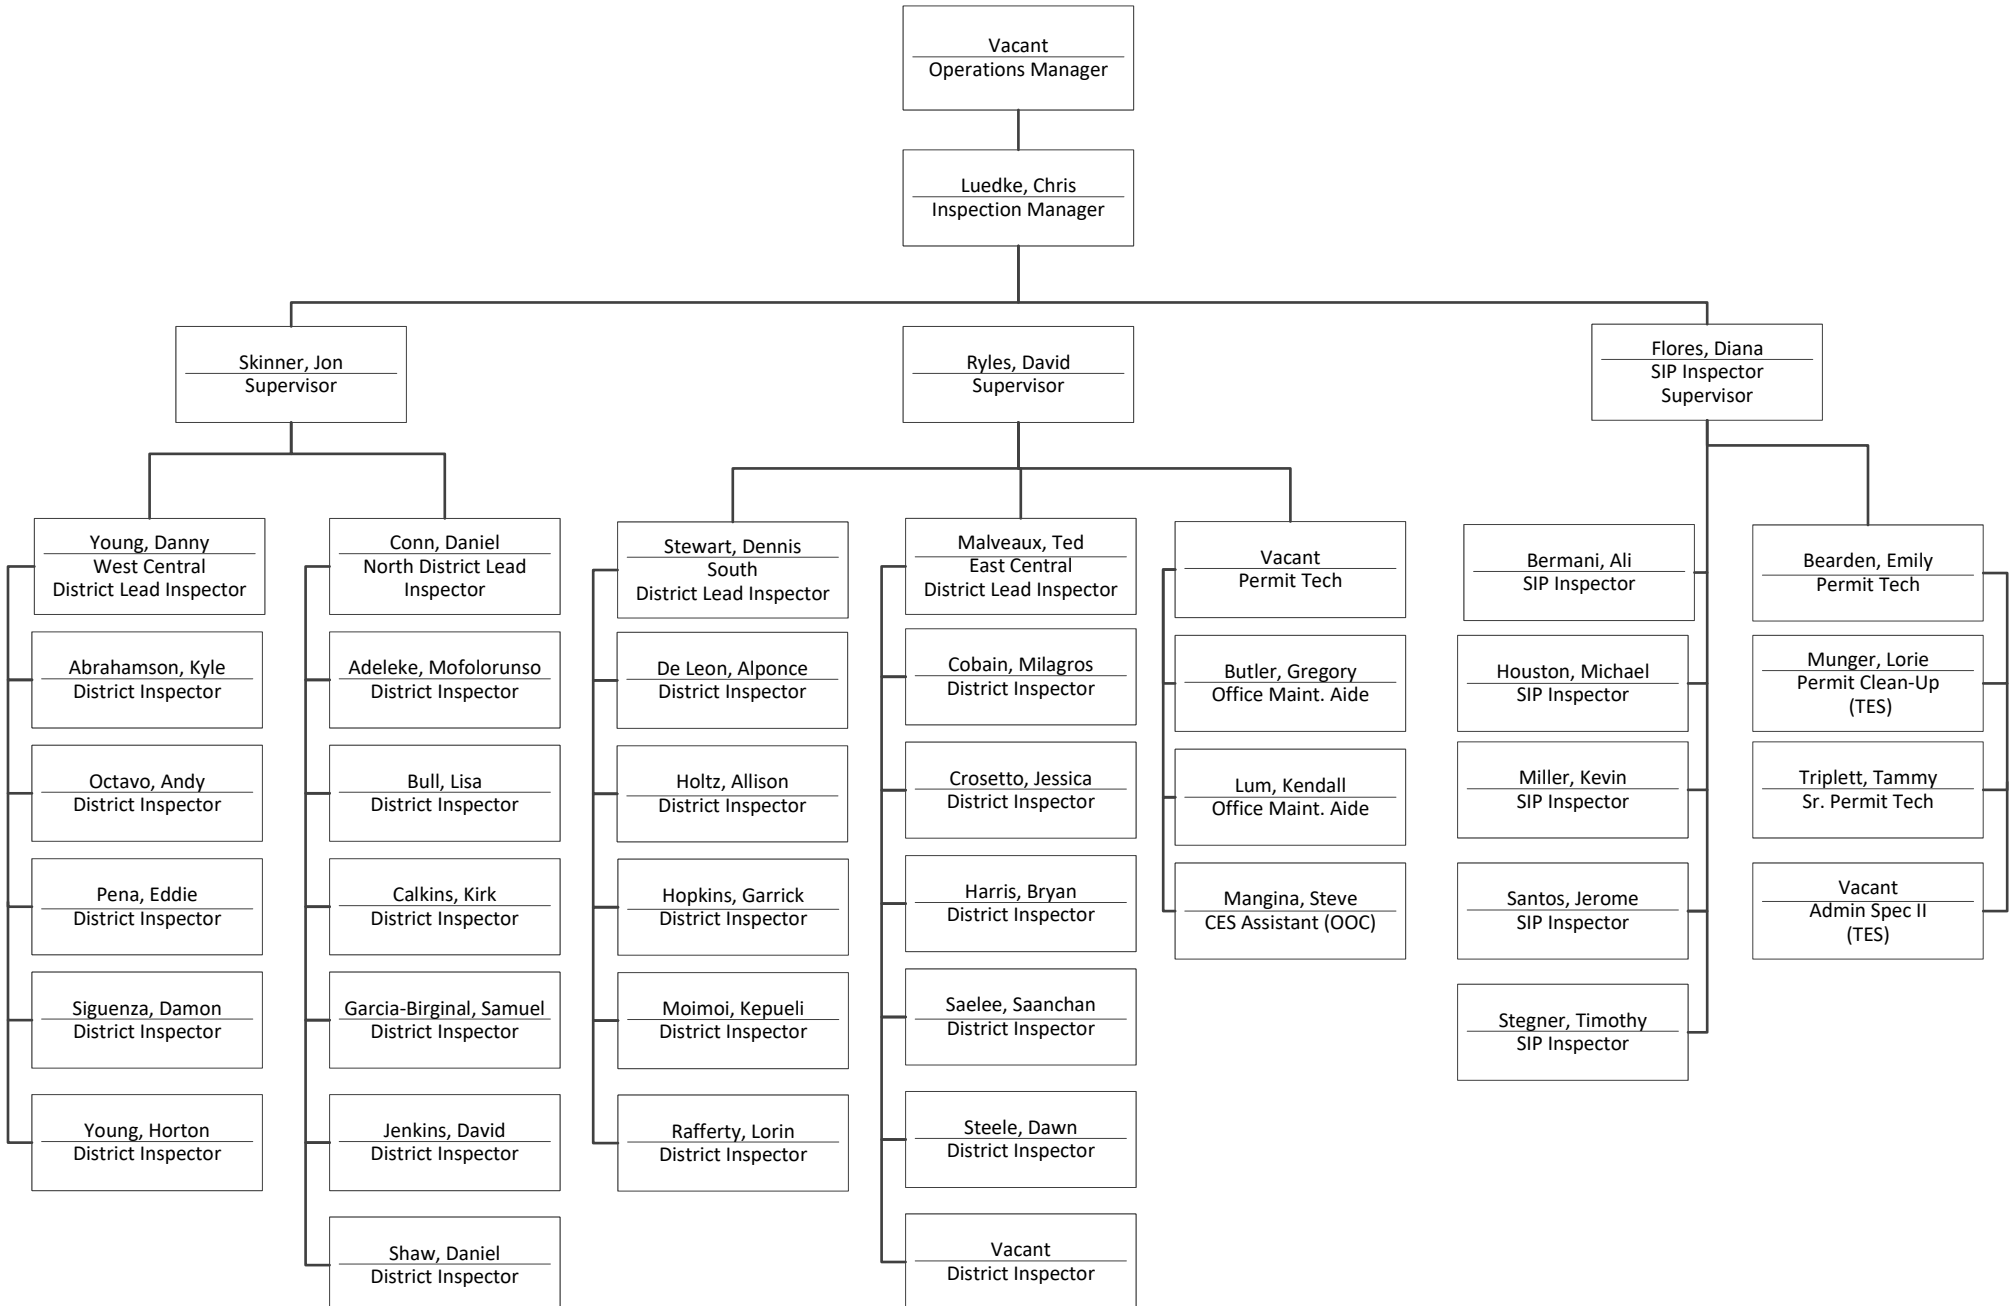 Vacant
Operations Manager
Luedke, Chris
Inspection Manager
Skinner, Jon
Supervisor
Ryles, David
Supervisor
Flores, Diana
SIP Inspector
Supervisor
Young, Danny
West Central
District Lead Inspector
Abrahamson, Kyle
District Inspector
Octavo, Andy
District Inspector
Pena, Eddie
District Inspector
Siguenza, Damon
District Inspector
Young, Horton
District Inspector
Conn, Daniel
North District Lead
Inspector
Adeleke, Mofolorunso
District Inspector
Bull, Lisa
District Inspector
Calkins, Kirk
District Inspector
Garcia-Birginal, Samuel
District Inspector
Jenkins, David
District Inspector
Shaw, Daniel
District Inspector
Stewart, Dennis
South
District Lead Inspector
De Leon, Alponce
District Inspector
Holtz, Allison
District Inspector
Hopkins, Garrick
District Inspector
Moimoi, Kepueli
District Inspector
Rafferty, Lorin
District Inspector
Malveaux, Ted
East Central
District Lead Inspector
Cobain, Milagros
District Inspector
Crosetto, Jessica
District Inspector
Harris, Bryan
District Inspector
Saelee, Saanchan
District Inspector
Steele, Dawn
District Inspector
Vacant
District Inspector
Vacant
Permit Tech
Butler, Gregory
Office Maint. Aide
Lum, Kendall
Office Maint. Aide
Mangina, Steve
CES Assistant (OOC)
Bermani, Ali
SIP Inspector
Houston, Michael
SIP Inspector
Miller, Kevin
SIP Inspector
Santos, Jerome
SIP Inspector
Stegner, Timothy
SIP Inspector
Bearden, Emily
Permit Tech
Munger, Lorie
Permit Clean-Up
(TES)
Triplett, Tammy
Sr. Permit Tech
Vacant
Admin Spec II
(TES)